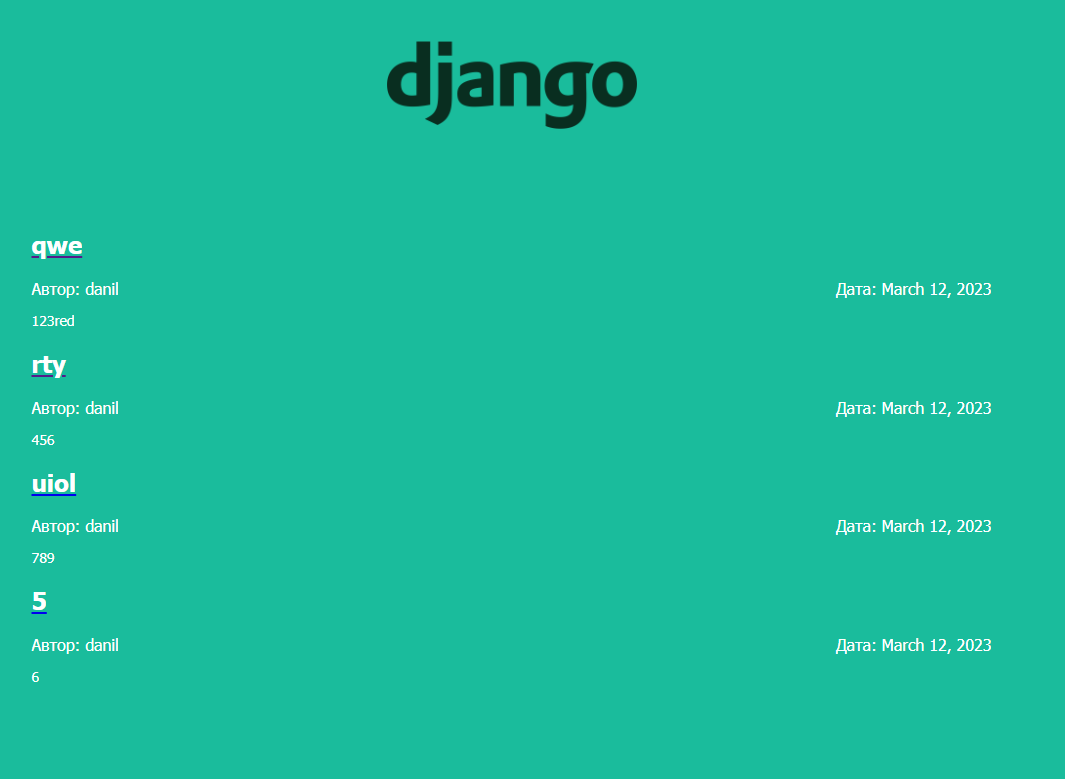 django
qwe
Автор: danil Дата: March 12, 2023
123red
rty
Автор: danil Дата: March 12, 2023
456
uiol
Автор: danil Дата: March 12, 2023
789
5
Автор: danil Дата: March 12, 2023
6